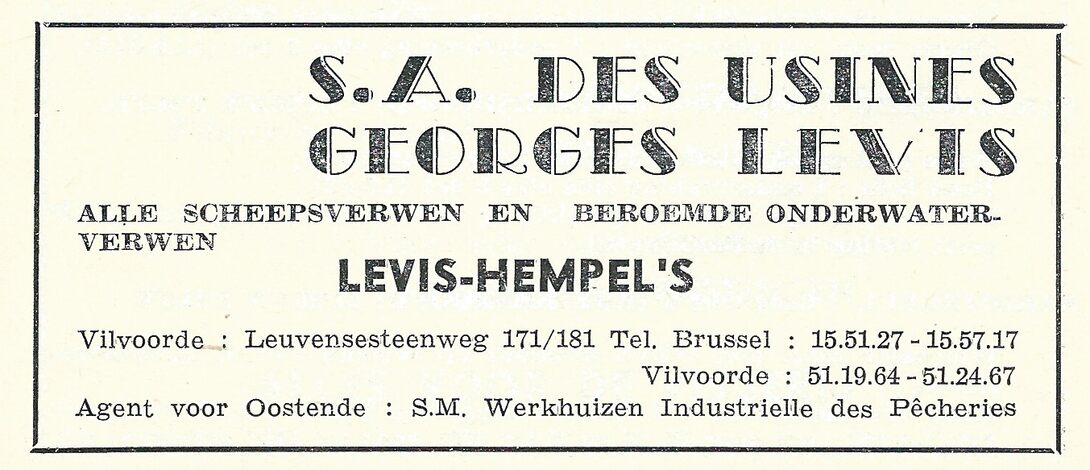 S.A. DES USINES
GEORGES LEVIS
ALLE SCHEEPSVERWEN EN BEROEMDE ONDERWATER-
VERWEN
LEVIS-HEMPEL'S
Vilvoorde : Leuvensesteenweg 171/181 Tel. Brussel : 15.51.27 - 15.57.17
Vilvoorde : 51.19.64 - 51.24.67
Agent voor Oostende : S.M. Werkhuizen Industrielle des Pêcheries